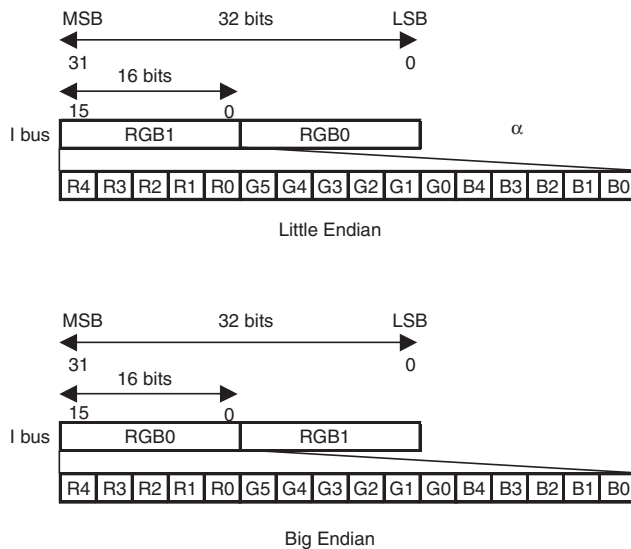 MSB 32 bits LSB
31 0
16 bits
15 0
I bus RGB1 RGB0 α
R4 R3 R2 R1 R0 G5 G4 G3 G2 G1 G0 B4 B3 B2 B1 B0
Little Endian
MSB 32 bits LSB
31 0
16 bits
15 0
I bus RGB0 RGB1
R4 R3 R2 R1 R0 G5 G4 G3 G2 G1 G0 B4 B3 B2 B1 B0
Big Endian